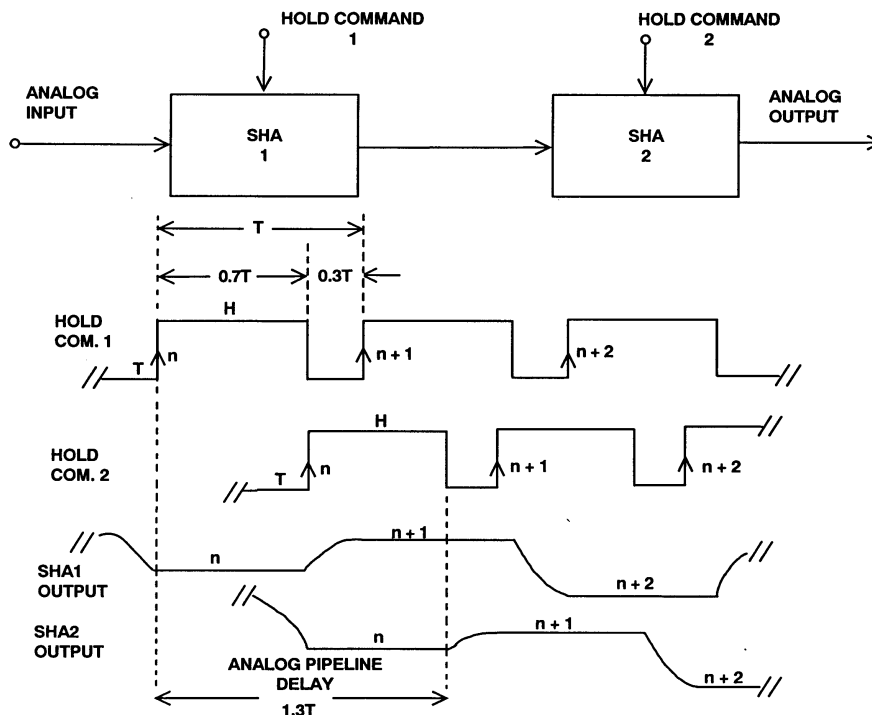 HOLD COMMAND
1
HOLD COMMAND
2
ANALOG
INPUT
SHA
1
SHA
2
ANALOG
OUTPUT
T
0.7T
0.3T
H
HOLD
COM. 1
T
n
n + 1
n + 2
H
HOLD
COM. 2
T
n
n + 1
n + 2
SHA1
OUTPUT
n
n + 1
n + 2
SHA2
OUTPUT
n
n + 1
n + 2
ANALOG PIPELINE
DELAY
1.3T